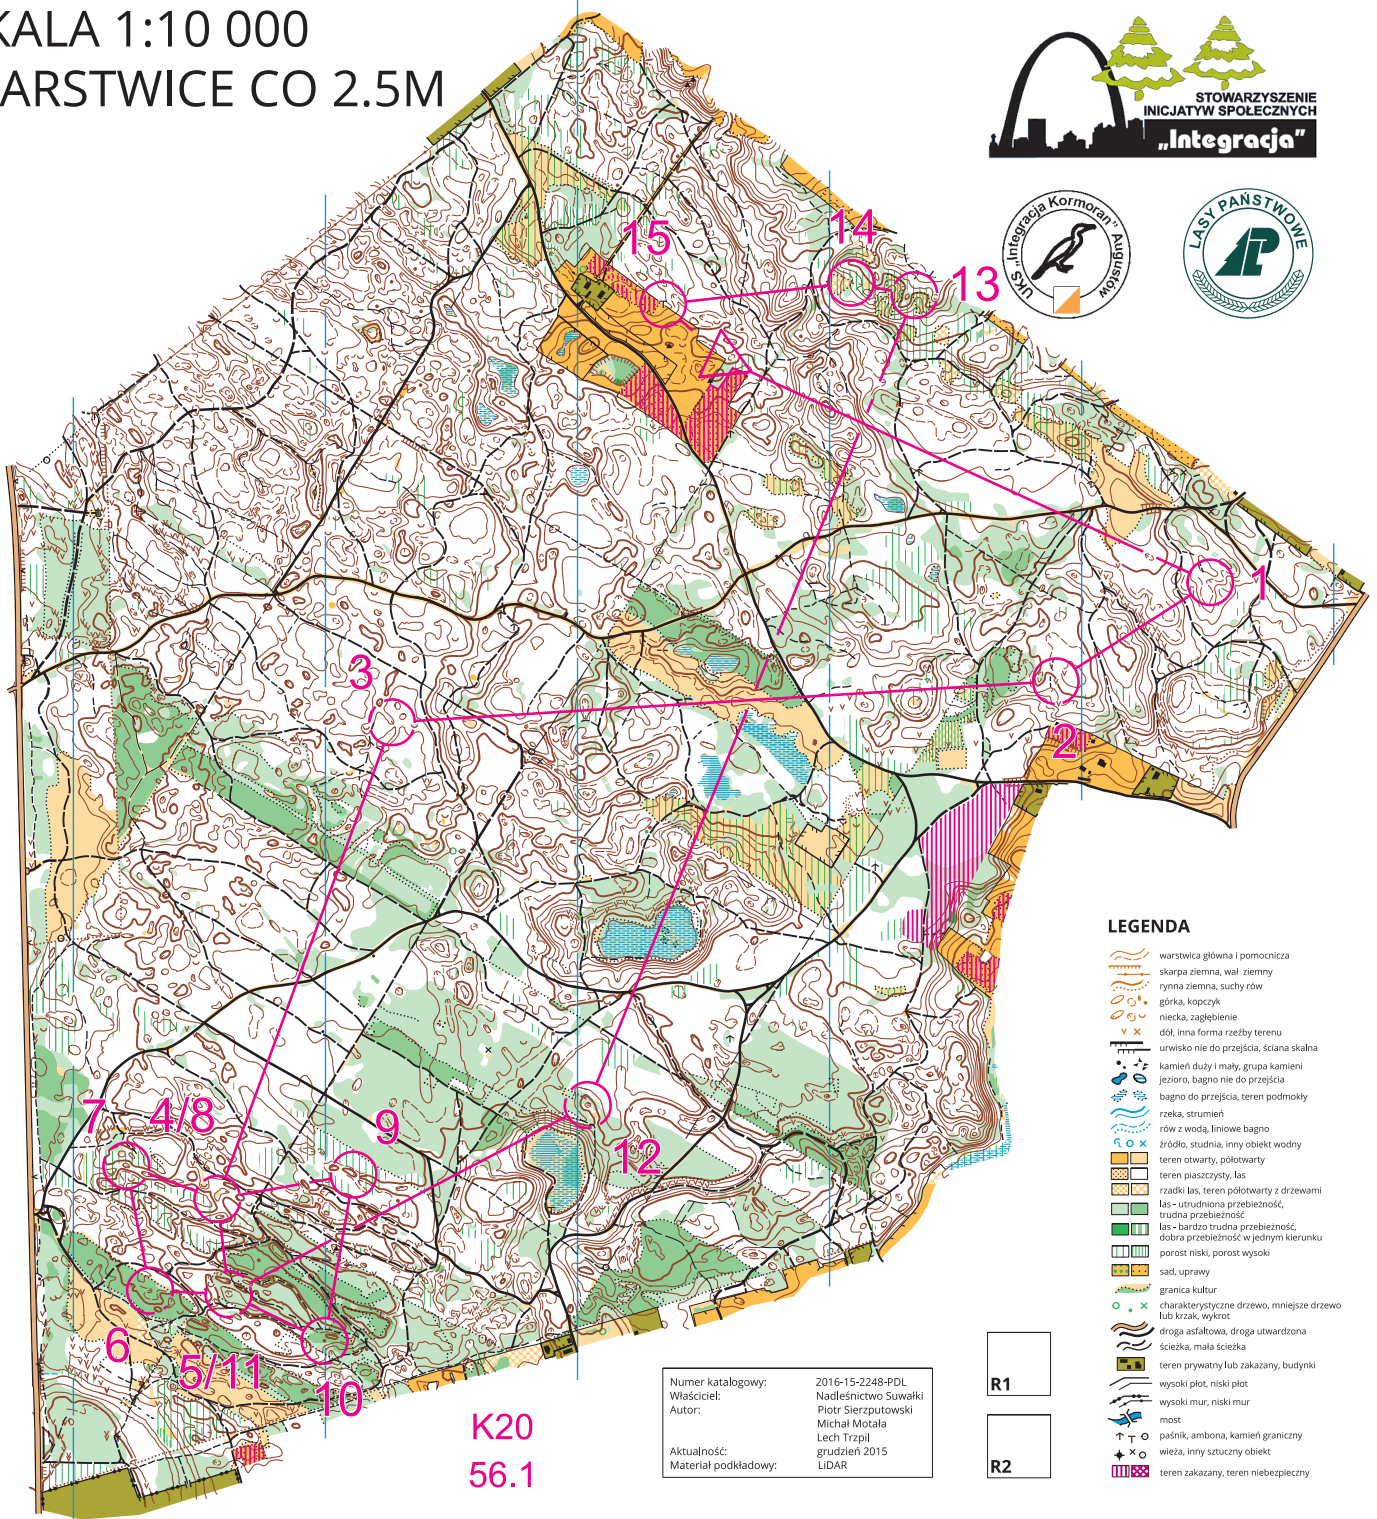 KALA 1:10 000
ARSTWICE CO 2.5M
STOWARZYSZENIE
INICJATYW SPOŁECZNYCH
„Integracja”
UKS „Integracja Kormoran” Augustów
LASY PAŃSTWOWE
15
14
13
1
3
2
7
4/8
9
12
6
5/11
10
K20
56.1
LEGENDA
warstwica główna i pomocnicza
skarpa ziemna, wał ziemny
rynna ziemna, suchy rów
górka, kopczyk
niecka, zagłębienie
dół, inna forma rzeźby terenu
urwisko nie do przejścia, ściana skalna
kamień duży i mały, grupa kamieni
jezioro, bagno nie do przejścia
bagno do przejścia, teren podmokły
rzeka, strumień
rów z wodą, liniowe bagno
źródło, studnia, inny obiekt wodny
teren otwarty, półotwarty
teren piaszczysty, las
rzadki las, teren półotwarty z drzewami
las - utrudniona przebieżność,
trudna przebieżność
las - bardzo trudna przebieżność,
dobra przebieżność w jednym kierunku
porost niski, porost wysoki
sad, uprawy
granica kultur
charakterystyczne drzewo, mniejsze drzewo
lub krzak, wykrot
droga asfaltowa, droga utwardzona
ścieżka, mała ścieżka
teren prywatny lub zakazany, budynki
wysoki płot, niski płot
wysoki mur, niski mur
most
paśnik, ambona, kamień graniczny
wieża, inny sztuczny obiekt
teren zakazany, teren niebezpieczny
Numer katalogowy: 2016-15-2248-PDL
Właściciel: Nadleśnictwo Suwałki
Autor: Piotr Sierzputowski
Michał Motała
Lech Trzpil
Aktualność: grudzień 2015
Materiał podkładowy: LiDAR
R1
R2